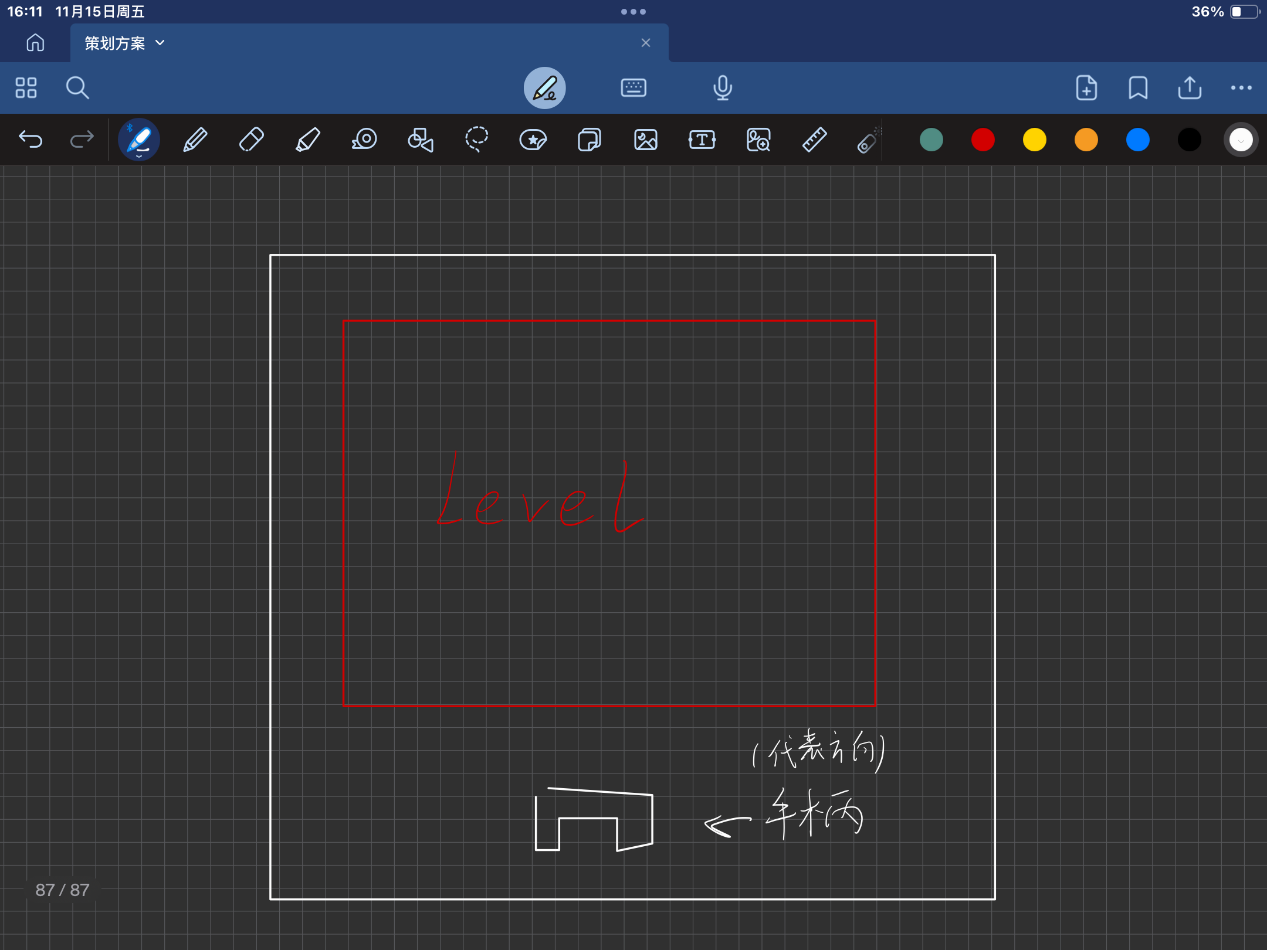 16:11 11月15日周五
36%
策划方案
Level
(代表方向)
← 手柄
87 / 87